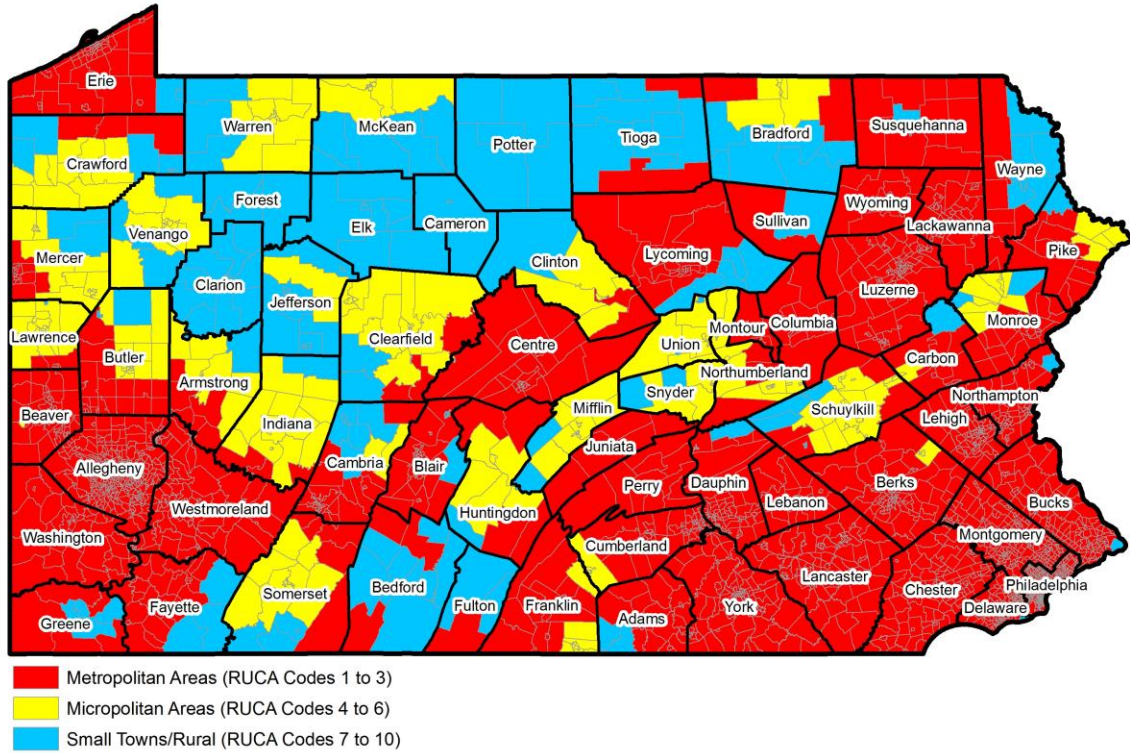 Erie
Warren
McKean
Potter
Tioga
Bradford
Susquehanna
Wayne
Crawford
Forest
Elk
Cameron
Sullivan
Wyoming
Lackawanna
Pike
Venango
Mercer
Clarion
Jefferson
Clinton
Lycoming
Luzerne
Monroe
Lawrence
Butler
Clearfield
Centre
Union
Montour
Columbia
Carbon
Armstrong
Northumberland
Snyder
Northampton
Beaver
Indiana
Mifflin
Schuylkill
Lehigh
Allegheny
Cambria
Blair
Juniata
Huntingdon
Perry
Dauphin
Lebanon
Berks
Bucks
Westmoreland
Washington
Cumberland
Montgomery
Somerset
Bedford
Fulton
Franklin
Adams
York
Lancaster
Chester
Delaware
Philadelphia
Greene
Fayette
Metropolitan Areas (RUCA Codes 1 to 3)
Micropolitan Areas (RUCA Codes 4 to 6)
Small Towns/Rural (RUCA Codes 7 to 10)